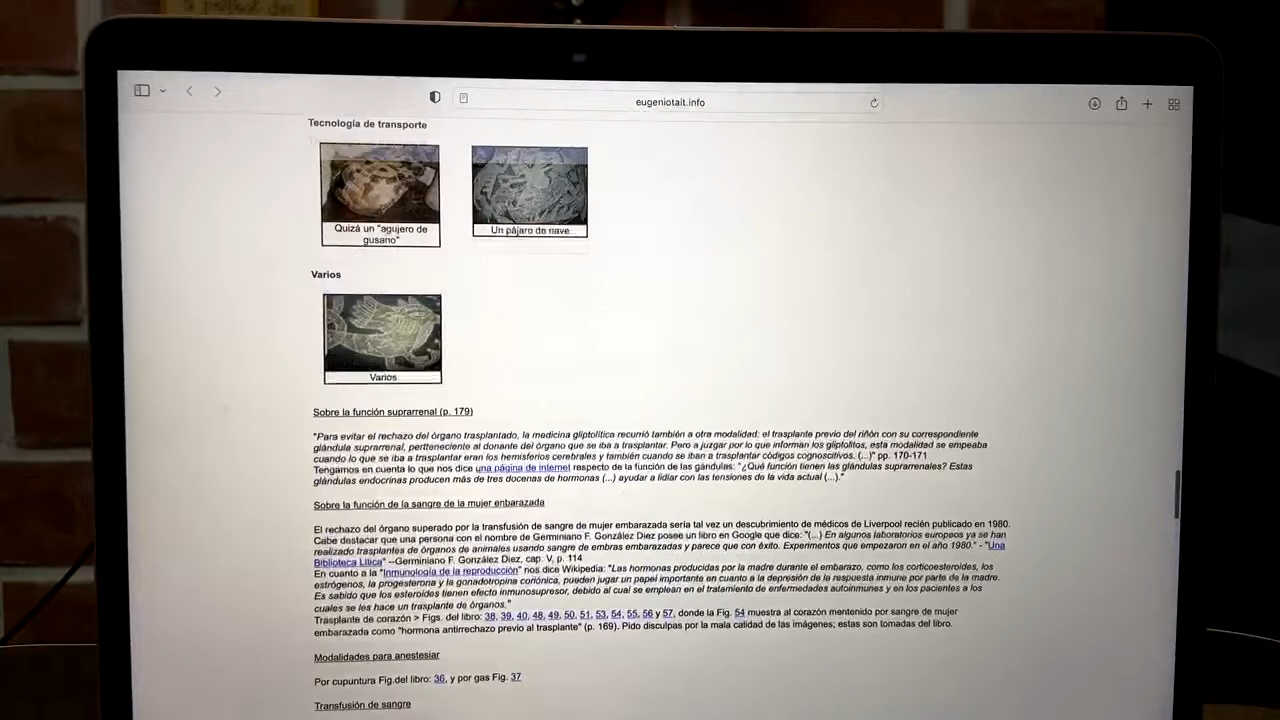 eugeniotait.info
Tecnología de transporte
Quizá un "agujero de
gusano"
Un pájaro de nave
Varios
Varios
Sobre la función suprarrenal (p. 179)
"Para evitar el rechazo del órgano trasplantado, la medicina gliptolítica recurrió también a otra modalidad: el trasplante previo del riñón con su correspondiente
glándula suprarrenal, pertteneciente al donante del órgano que se iba a trasplantar. Pero a juzgar por lo que informan los gliptolitos, esta modalidad se empeaba
cuando lo que se iba a trasplantar eran los hemisferios cerebrales y también cuando se iban a trasplantar códigos cognoscitivos. (...)" pp. 170-171
Tengamos en cuenta lo que nos dice una página de internet respecto de la función de las gándulas: "¿Qué función tienen las glándulas suprarrenales? Estas
glándulas endocrinas producen más de tres docenas de hormonas (...) ayudar a lidiar con las tensiones de la vida actual (...)."
Sobre la función de la sangre de la mujer enbarazada
El rechazo del órgano superado por la transfusión de sangre de mujer embarazada sería tal vez un descubrimiento de médicos de Liverpool recién publicado en 1980.
Cabe destacar que una persona con el nombre de Germiniano F. González Diez posee un libro en Google que dice: "(...) En algunos laboratorios europeos ya se han
realizado trasplantes de órganos de animales usando sangre de embras embarazadas y parece que con éxito. Experimentos que empezaron en el año 1980." - "Una
Biblioteca Lílica" --Germiniano F. González Diez, cap. V, p. 114
En cuanto a la "Inmunología de la reproducción" nos dice Wikipedia: "Las hormonas producidas por la madre durante el embarazo, como los corticoesteroides, los
estrógenos, la progesterona y la gonadotropina coriónica, pueden jugar un papel importante en cuanto a la depresión de la respuesta inmune por parte de la madre.
Es sabido que los esteroides tienen efecto inmunosupresor, debido al cual se emplean en el tratamiento de enfermedades autoinmunes y en los pacientes a los
cuales se les hace un trasplante de órganos."
Trasplante de corazón > Figs. del libro: 38, 39, 40, 48, 49, 50, 51, 53, 54, 55, 56 y 57, donde la Fig. 54 muestra al corazón mentenido por sangre de mujer
embarazada como "hormona antirrechazo previo al trasplante" (p. 169). Pido disculpas por la mala calidad de las imágenes; estas son tomadas del libro.
Modalidades para anestesiar
Por cupuntura Fig.del libro: 36, y por gas Fig. 37
Transfusión de sangre